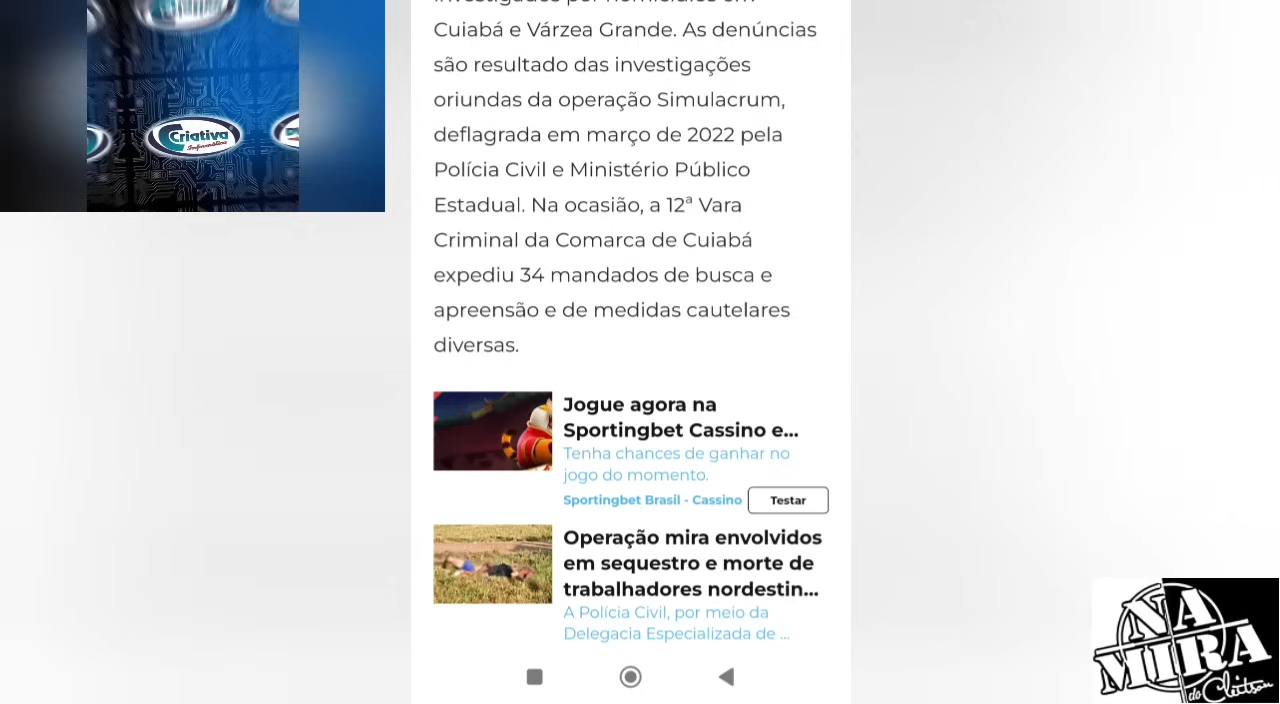 Criativa
Informática
Cuiabá e Várzea Grande. As denúncias
são resultado das investigações
oriundas da operação Simulacrum,
deflagrada em março de 2022 pela
Polícia Civil e Ministério Público
Estadual. Na ocasião, a 12ª Vara
Criminal da Comarca de Cuiabá
expediu 34 mandados de busca e
apreensão e de medidas cautelares
diversas.
Jogue agora na
Sportingbet Cassino e...
Tenha chances de ganhar no
jogo do momento.
Sportingbet Brasil - Cassino
Testar
Operação mira envolvidos
em sequestro e morte de
trabalhadores nordestin...
A Polícia Civil, por meio da
Delegacia Especializada de ...
NA
MIRA
do Cleitson